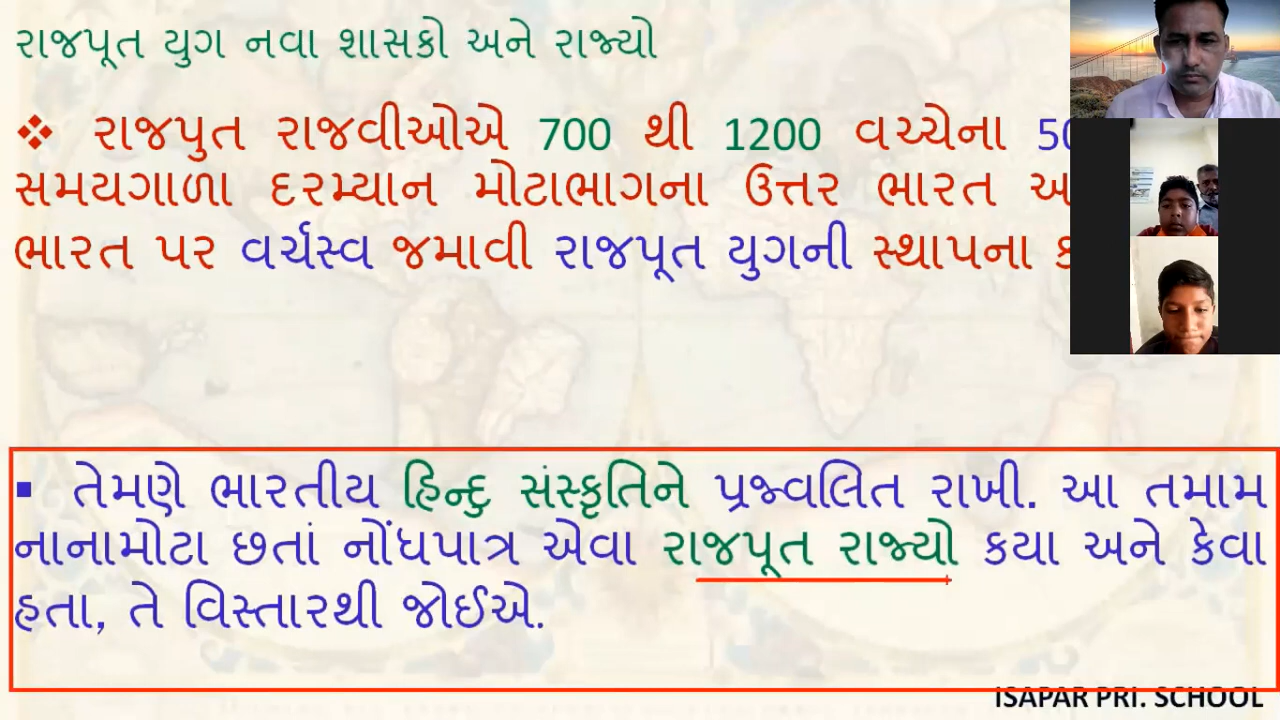 રાજપૂત યુગ નવા શાસકો અને રાજ્યો
❖ રાજપુત રાજવીઓએ 700 થી 1200 વચ્ચેના
સમયગાળા દરમ્યાન મોટાભાગના ઉત્તર ભારત
ભારત પર વર્ચસ્વ જમાવી રાજપૂત યુગની સ્થાપના
▪ તેમણે ભારતીય હિન્દુ સંસ્કૃતિને પ્રજ્વલિત રાખી. આ તમામ
નાનામોટા છતાં નોંધપાત્ર એવા રાજપૂત રાજ્યો કયા અને કેવા
હતા, તે વિસ્તારથી જોઈએ.
ISAPAR PRI. SCHOOL